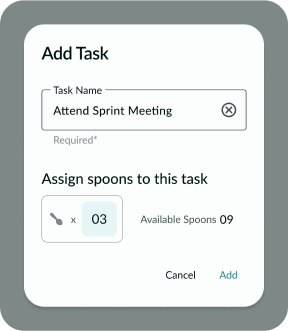 Add Task
Task Name
Attend Sprint Meeting
Required*
Assign spoons to this task
x 03 Available Spoons 09
Cancel Add